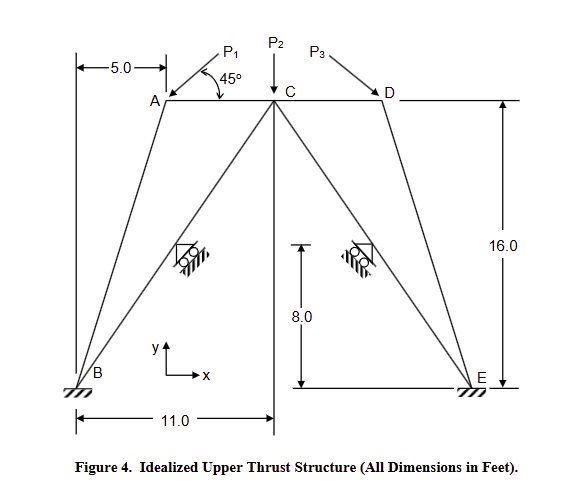 P₂
P₁
P₃
5.0
45°
A
C
D
16.0
8.0
y
x
B
E
11.0
Figure 4. Idealized Upper Thrust Structure (All Dimensions in Feet).